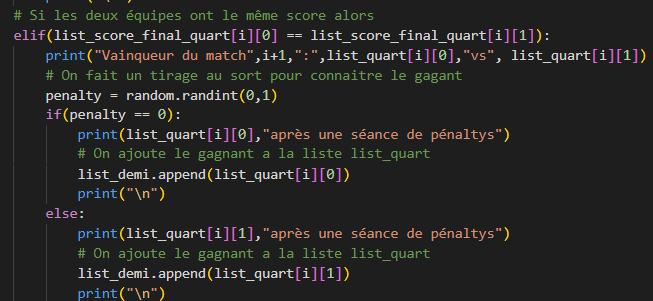 # Si les deux équipes ont le même score alors
elif(list_score_final_quart[i][0] == list_score_final_quart[i][1]):
print("Vainqueur du match",i+1,":",list_quart[i][0],"vs", list_quart[i][1])
# On fait un tirage au sort pour connaitre le gagant
penalty = random.randint(0,1)
if(penalty == 0):
print(list_quart[i][0],"après une séance de pénaltys")
# On ajoute le gagnant a la liste list_quart
list_demi.append(list_quart[i][0])
print("\n")
else:
print(list_quart[i][1],"après une séance de pénaltys")
# On ajoute le gagnant a la liste list_quart
list_demi.append(list_quart[i][1])
print("\n")